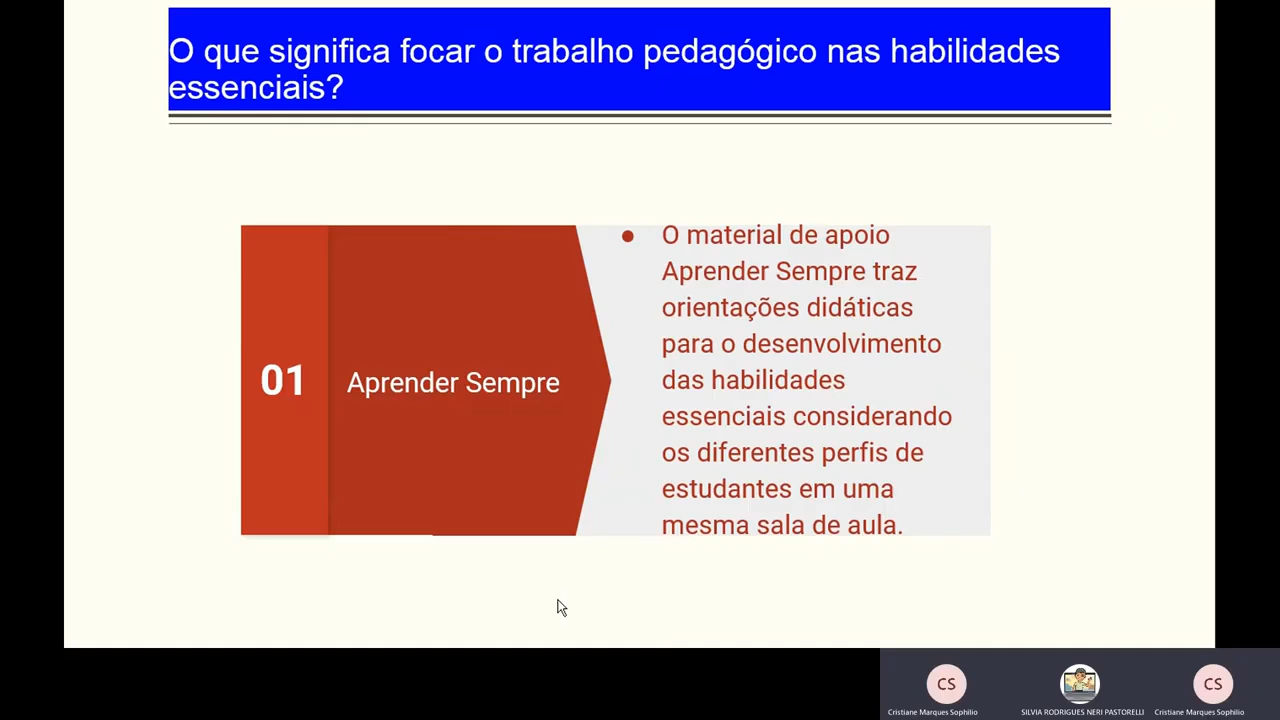 O que significa focar o trabalho pedagógico nas habilidades
essenciais?
01
Aprender Sempre
● O material de apoio
Aprender Sempre traz
orientações didáticas
para o desenvolvimento
das habilidades
essenciais considerando
os diferentes perfis de
estudantes em uma
mesma sala de aula.
CS
CS
Cristiane Marques Sophilio
SILVIA RODRIGUES NERI PASTORELLI
Cristiane Marques Sophilio